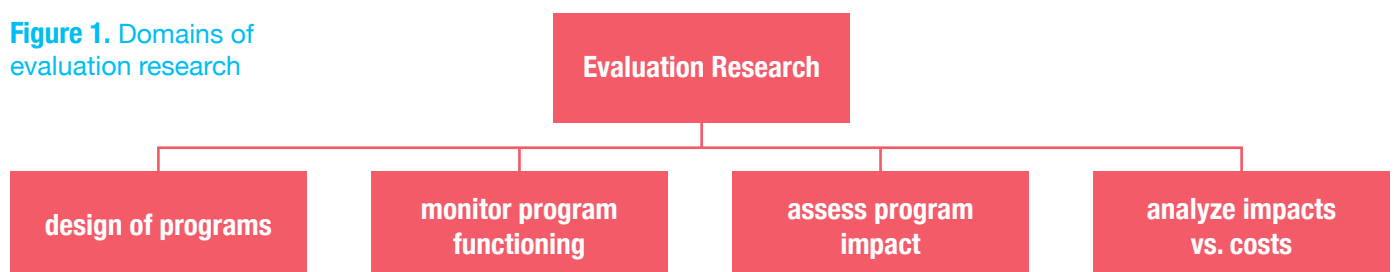 Figure 1. Domains of
evaluation research
Evaluation Research
design of programs
monitor program
functioning
assess program
impact
analyze impacts
vs. costs